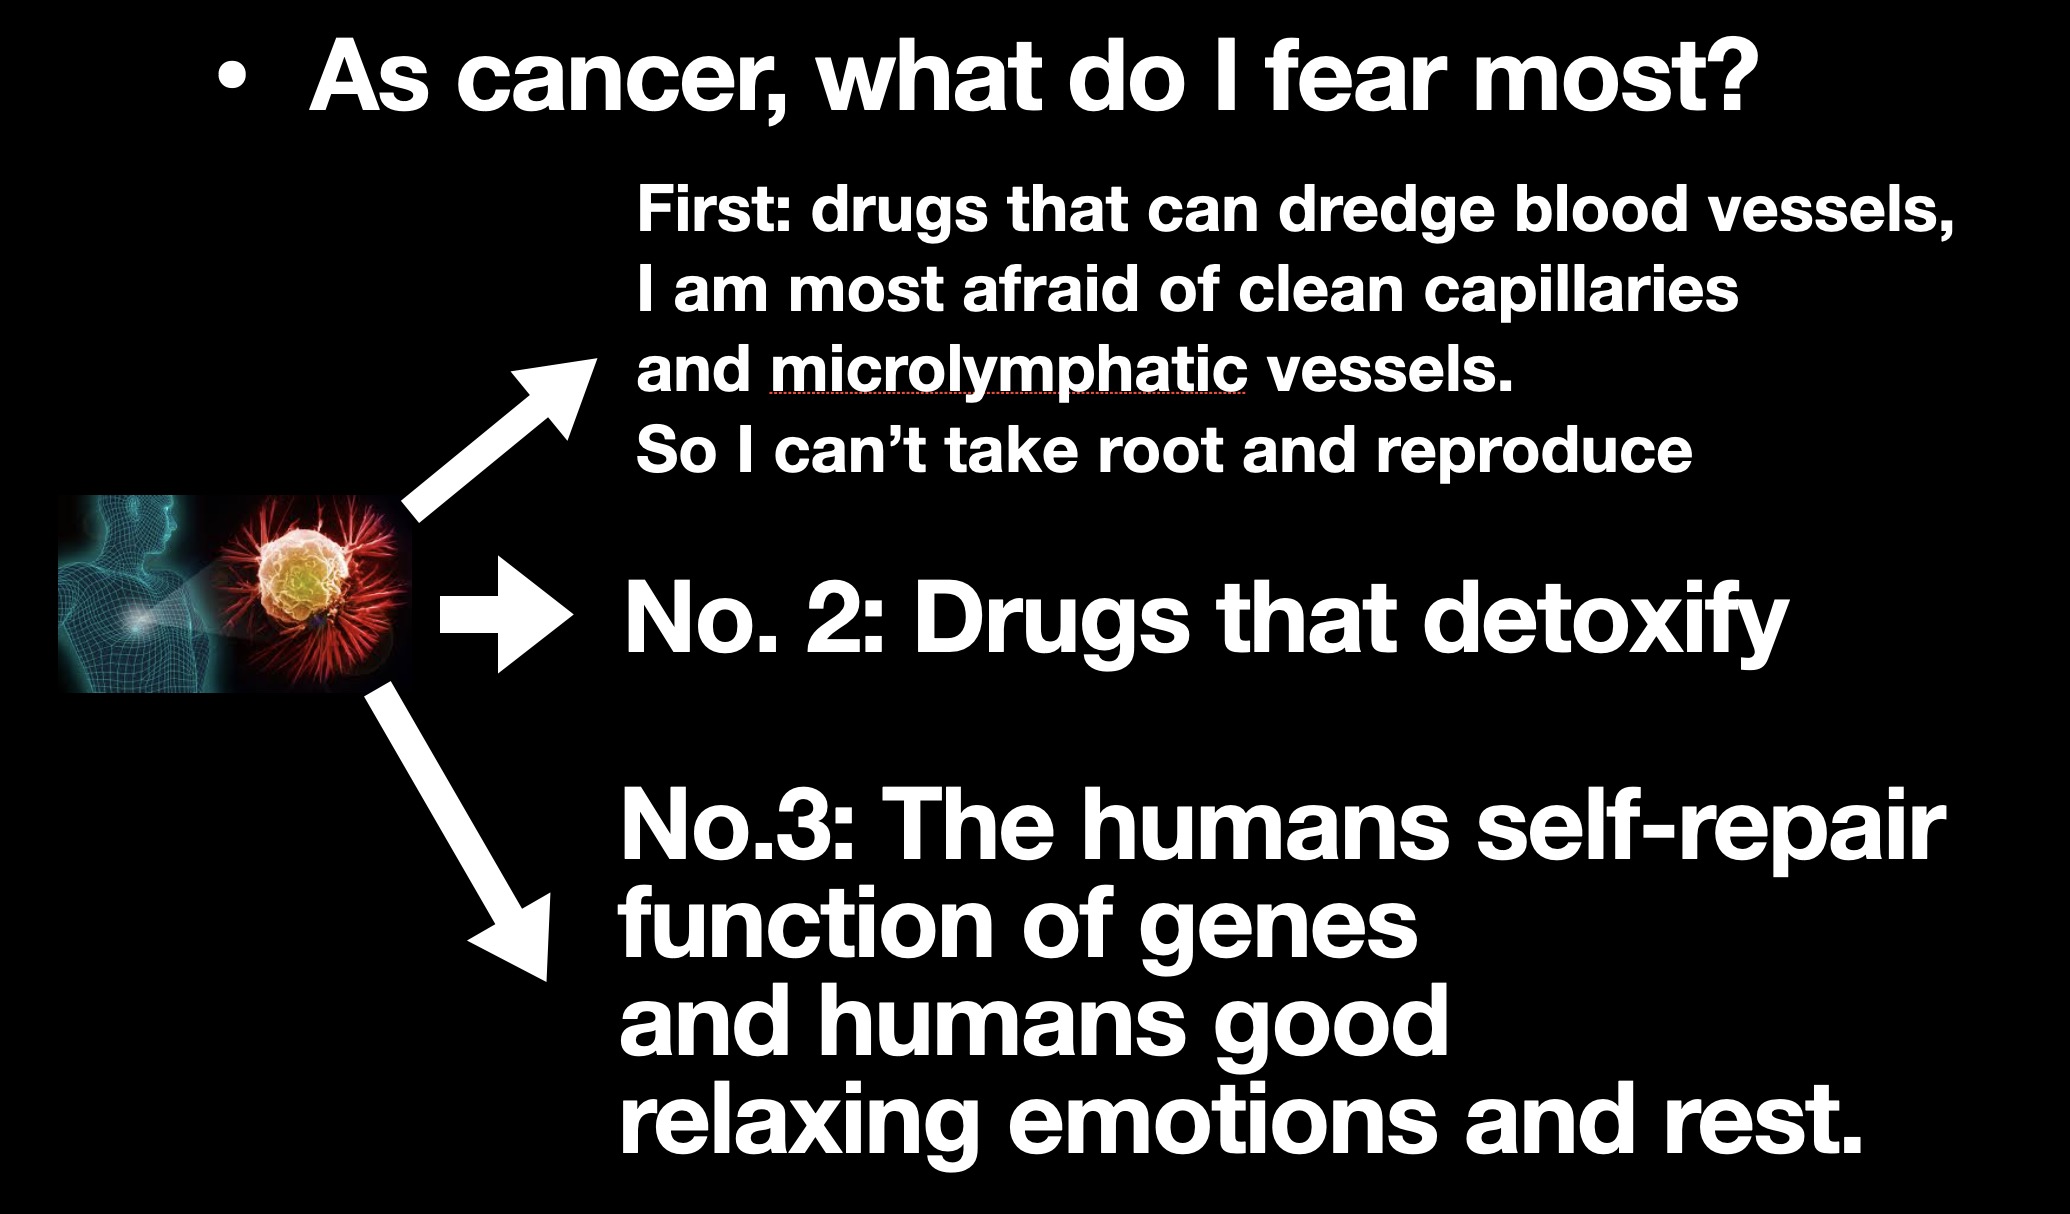 • As cancer, what do I fear most?
First: drugs that can dredge blood vessels,
I am most afraid of clean capillaries
and microlymphatic vessels.
So I can’t take root and reproduce
No. 2: Drugs that detoxify
No.3: The humans self-repair
function of genes
and humans good
relaxing emotions and rest.